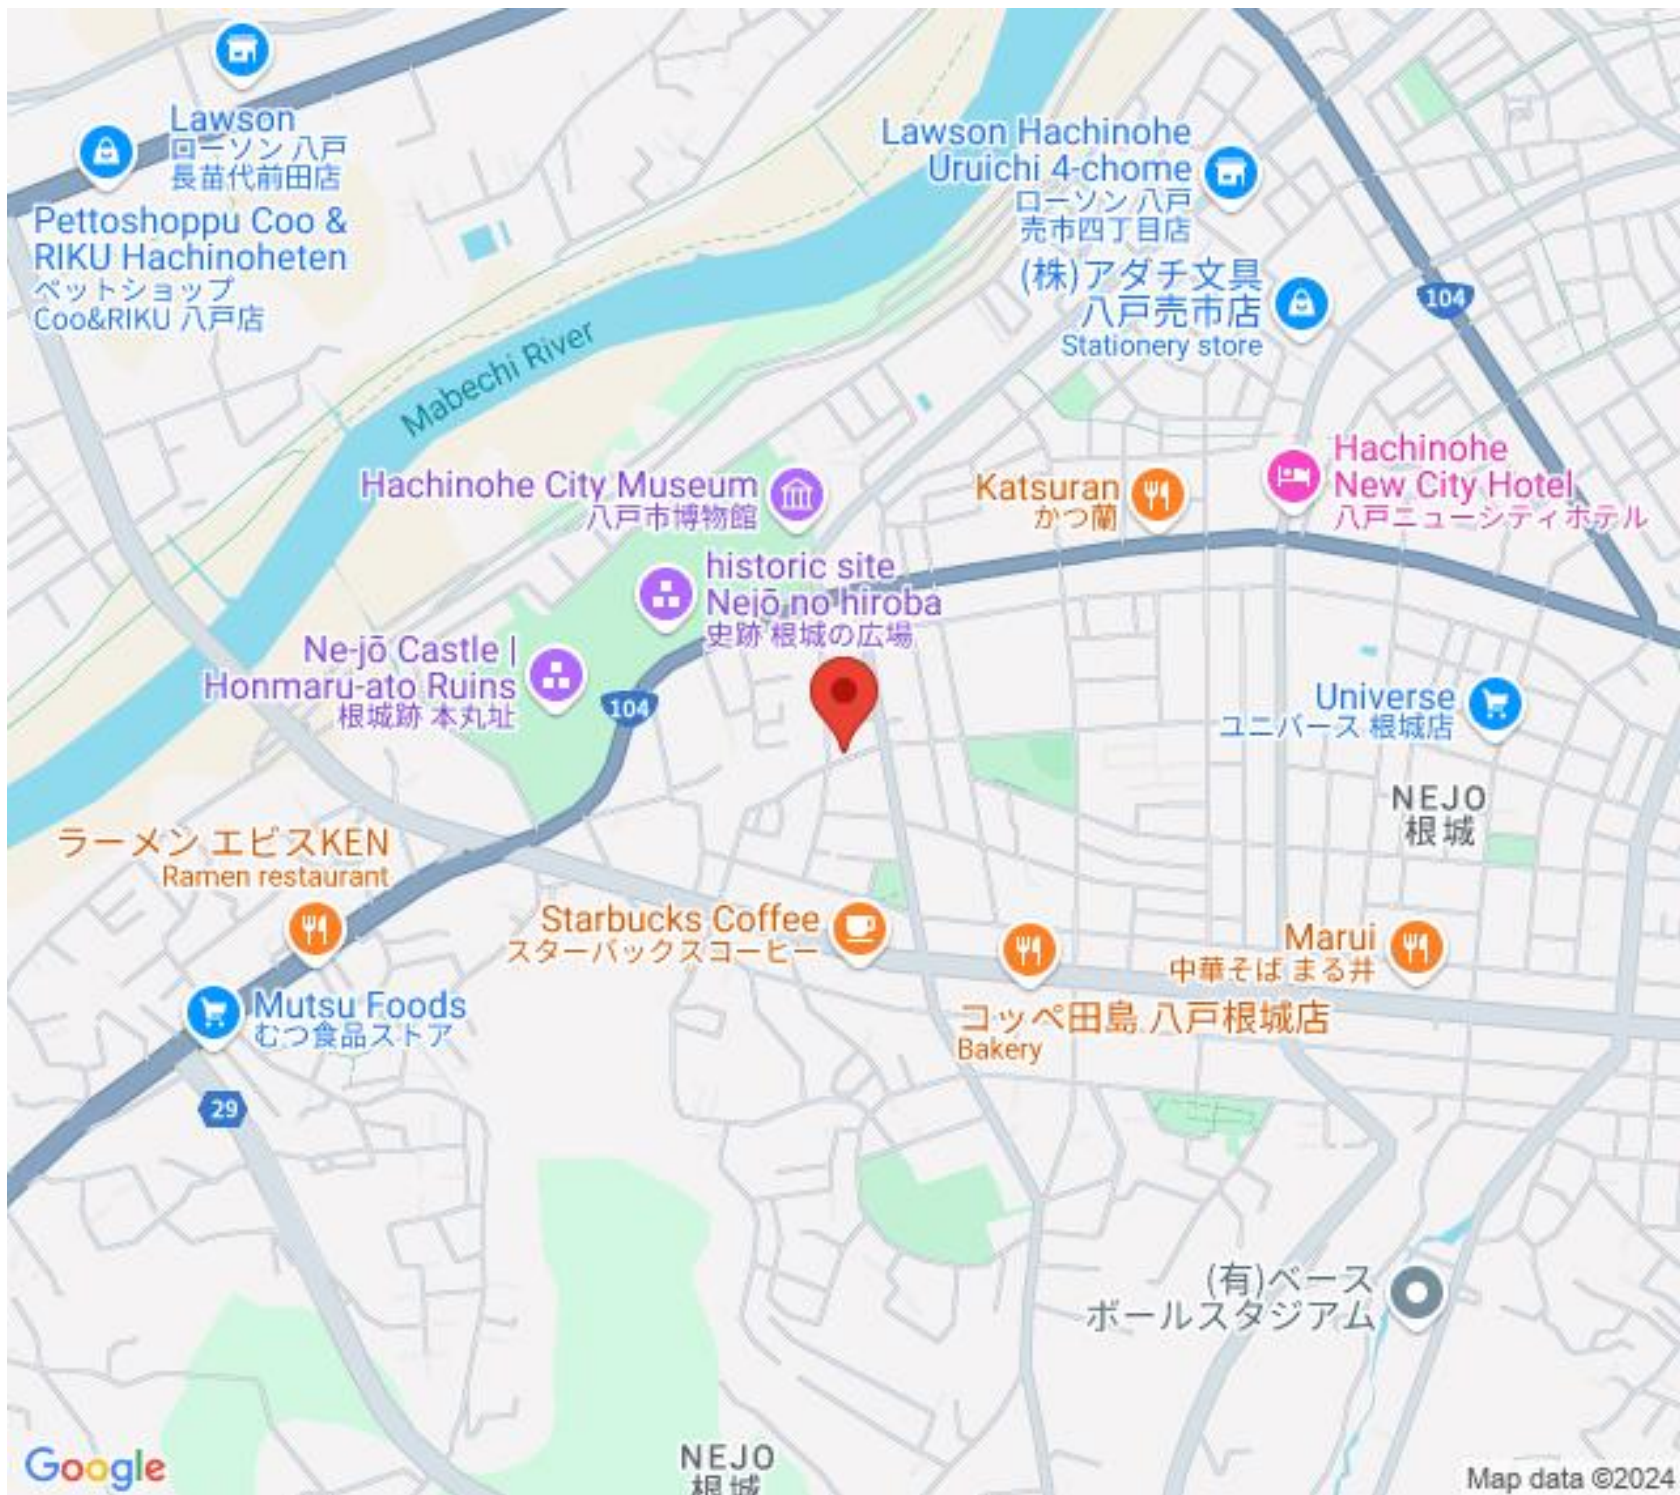 Lawson
ローソン 八戸
長苗代前田店
Pettoshoppu Coo &
RIKU Hachinoheten
ペットショップ
Coo&RIKU 八戸店
Lawson Hachinohe
Uruichi 4-chome
ローソン 八戸
売市四丁目店
(株)アダチ文具
八戸売市店
Stationery store
104
Mabechi River
Hachinohe City Museum
八戸市博物館
Katsuran
かつ蘭
Hachinohe
New City Hotel
八戸ニューシティホテル
historic site
Nejō no hiroba
史跡 根城の広場
Ne-jō Castle |
Honmaru-ato Ruins
根城跡 本丸址
104
Universe
ユニバース 根城店
NEJO
根城
ラーメン エビスKEN
Ramen restaurant
Starbucks Coffee
スターバックスコーヒー
Marui
中華そば まる井
Mutsu Foods
むつ食品ストア
コッペ田島 八戸根城店
Bakery
29
(有)ベース
ボールスタジアム
NEJO
根城
Google
Map data ©2024